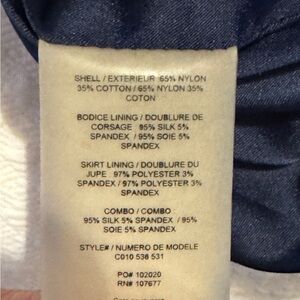 SHELL / EXTERIEUR 65% NYLON
35% COTTON / 65% NYLON 35%
COTON
BODICE LINING / DOUBLURE DE
CORSAGE 95% SILK 5%
SPANDEX / 95% SOIE 5%
SPANDEX
SKIRT LINING / DOUBLURE DU
JUPE 97% POLYESTER 3%
SPANDEX / 97% POLYESTER 3%
SPANDEX
COMBO / COMBO
95% SILK 5% SPANDEX / 95%
SOIE 5% SPANDEX
STYLE# / NUMERO DE MODELE
C010 538 531
PO# 102020
RN# 107677